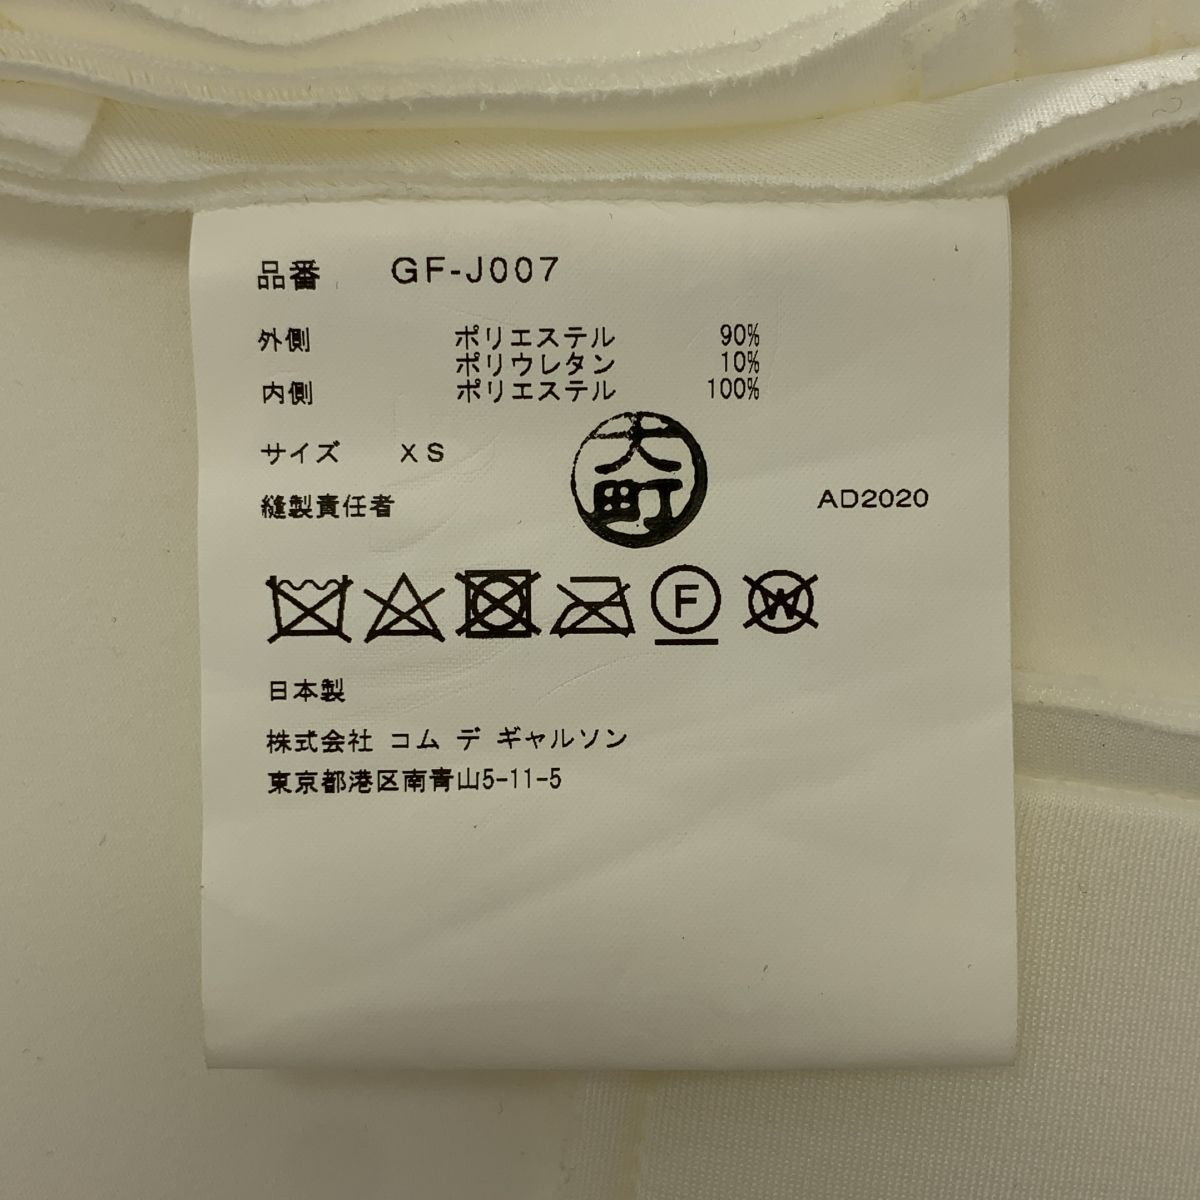 品番 GF-J007
外側 ポリエステル 90%
ポリウレタン 10%
内側 ポリエステル 100%
サイズ XS
大町
縫製責任者 AD2020
F W
日本製
株式会社 コム デ ギャルソン
東京都港区南青山5-11-5